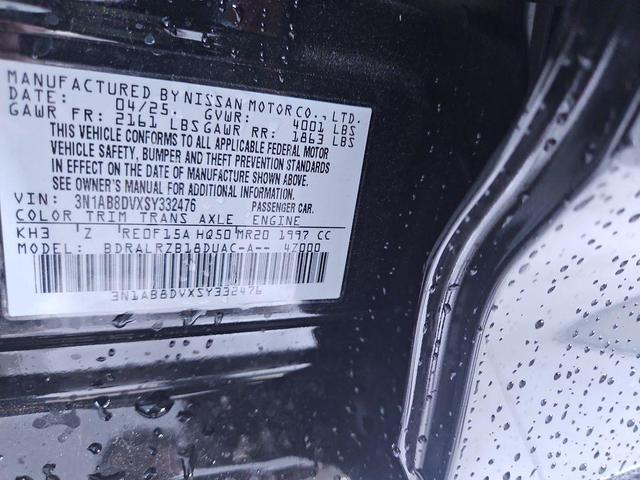 MANUFACTURED BY NISSAN MOTOR CO., LTD.
DATE: 04/25. GVWR: 4001 LBS
GAWR FR: 2161 LBS GAWR RR: 1863 LBS
THIS VEHICLE CONFORMS TO ALL APPLICABLE FEDERAL MOTOR
VEHICLE SAFETY, BUMPER AND THEFT PREVENTION STANDARDS
IN EFFECT ON THE DATE OF MANUFACTURE SHOWN ABOVE.
SEE OWNER'S MANUAL FOR ADDITIONAL INFORMATION.
VIN: 3N1AB8DVXSY332476 PASSENGER CAR.
COLOR TRIM TRANS AXLE ENGINE
KH3 Z RE0F15A HQ50 MR20 1997 CC
MODEL: BDRALRZB18DUAC-A-- 47000
3N1AB8DVXSY332476